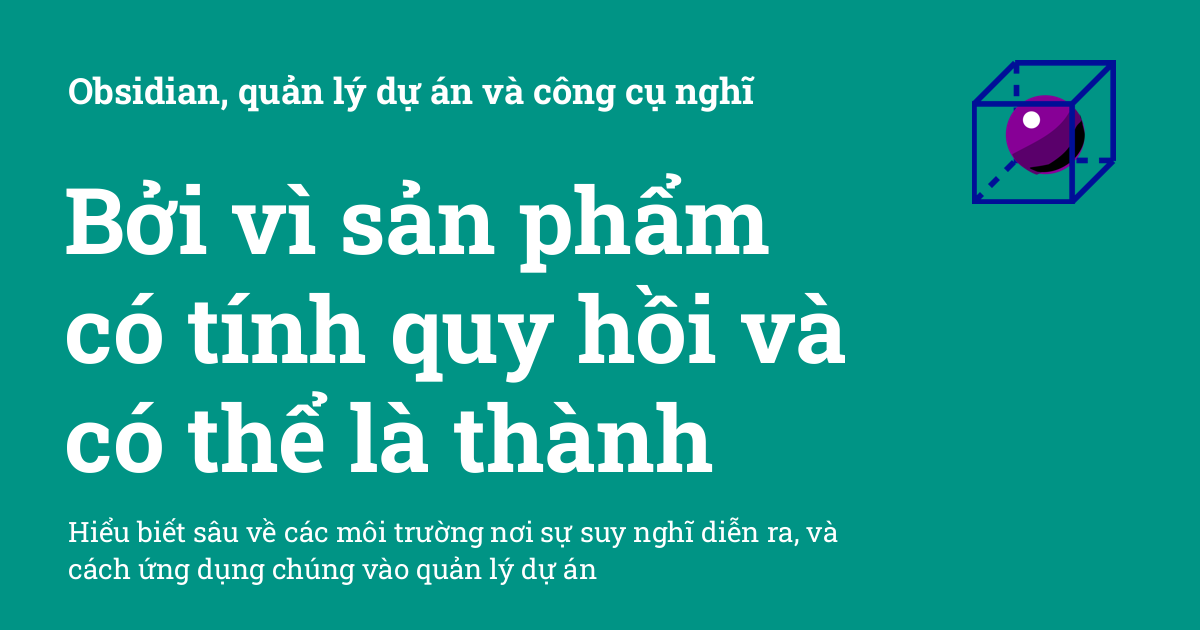 Obsidian, quản lý dự án và công cụ nghĩ
Bởi vì sản phẩm
có tính quy hồi và
có thể là thành
Hiểu biết sâu về các môi trường nơi sự suy nghĩ diễn ra, và
cách ứng dụng chúng vào quản lý dự án